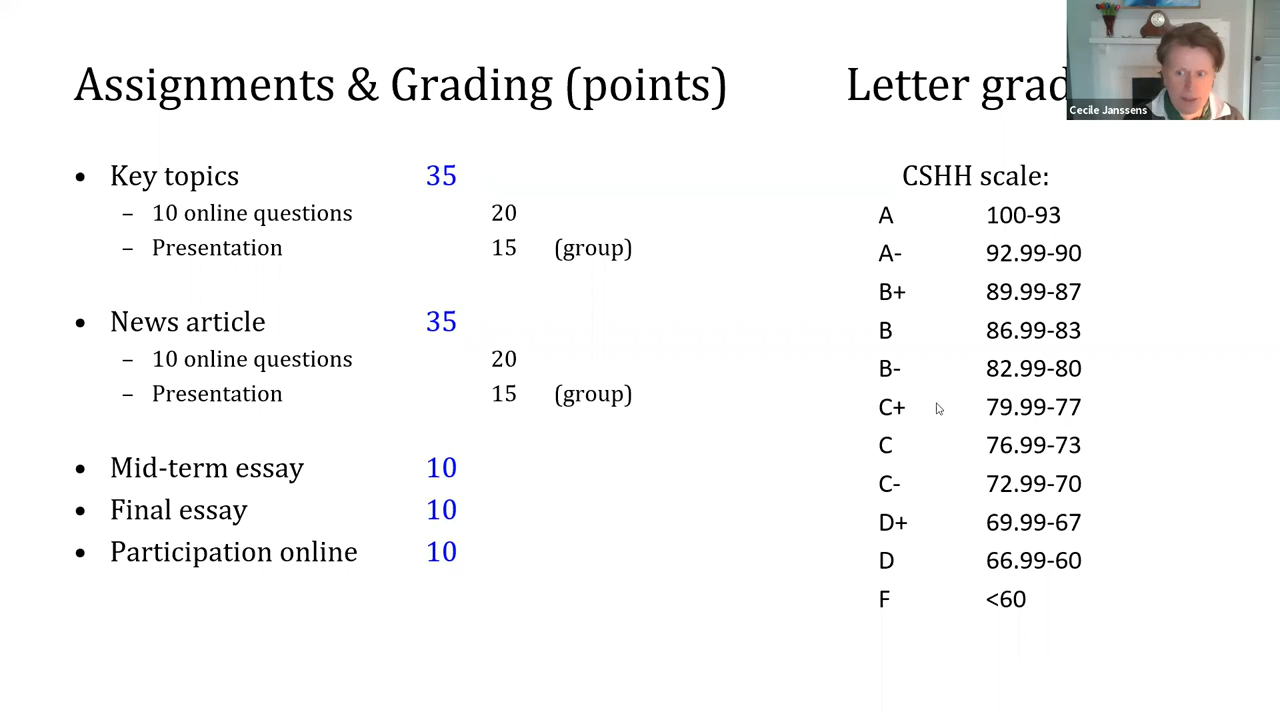 Assignments & Grading (points)
• Key topics 35
– 10 online questions 20
– Presentation 15 (group)
• News article 35
– 10 online questions 20
– Presentation 15 (group)
• Mid-term essay 10
• Final essay 10
• Participation online 10
Letter grad
CSHH scale:
A 100-93
A- 92.99-90
B+ 89.99-87
B 86.99-83
B- 82.99-80
C+ 79.99-77
C 76.99-73
C- 72.99-70
D+ 69.99-67
D 66.99-60
F <60
Cecile Janssens